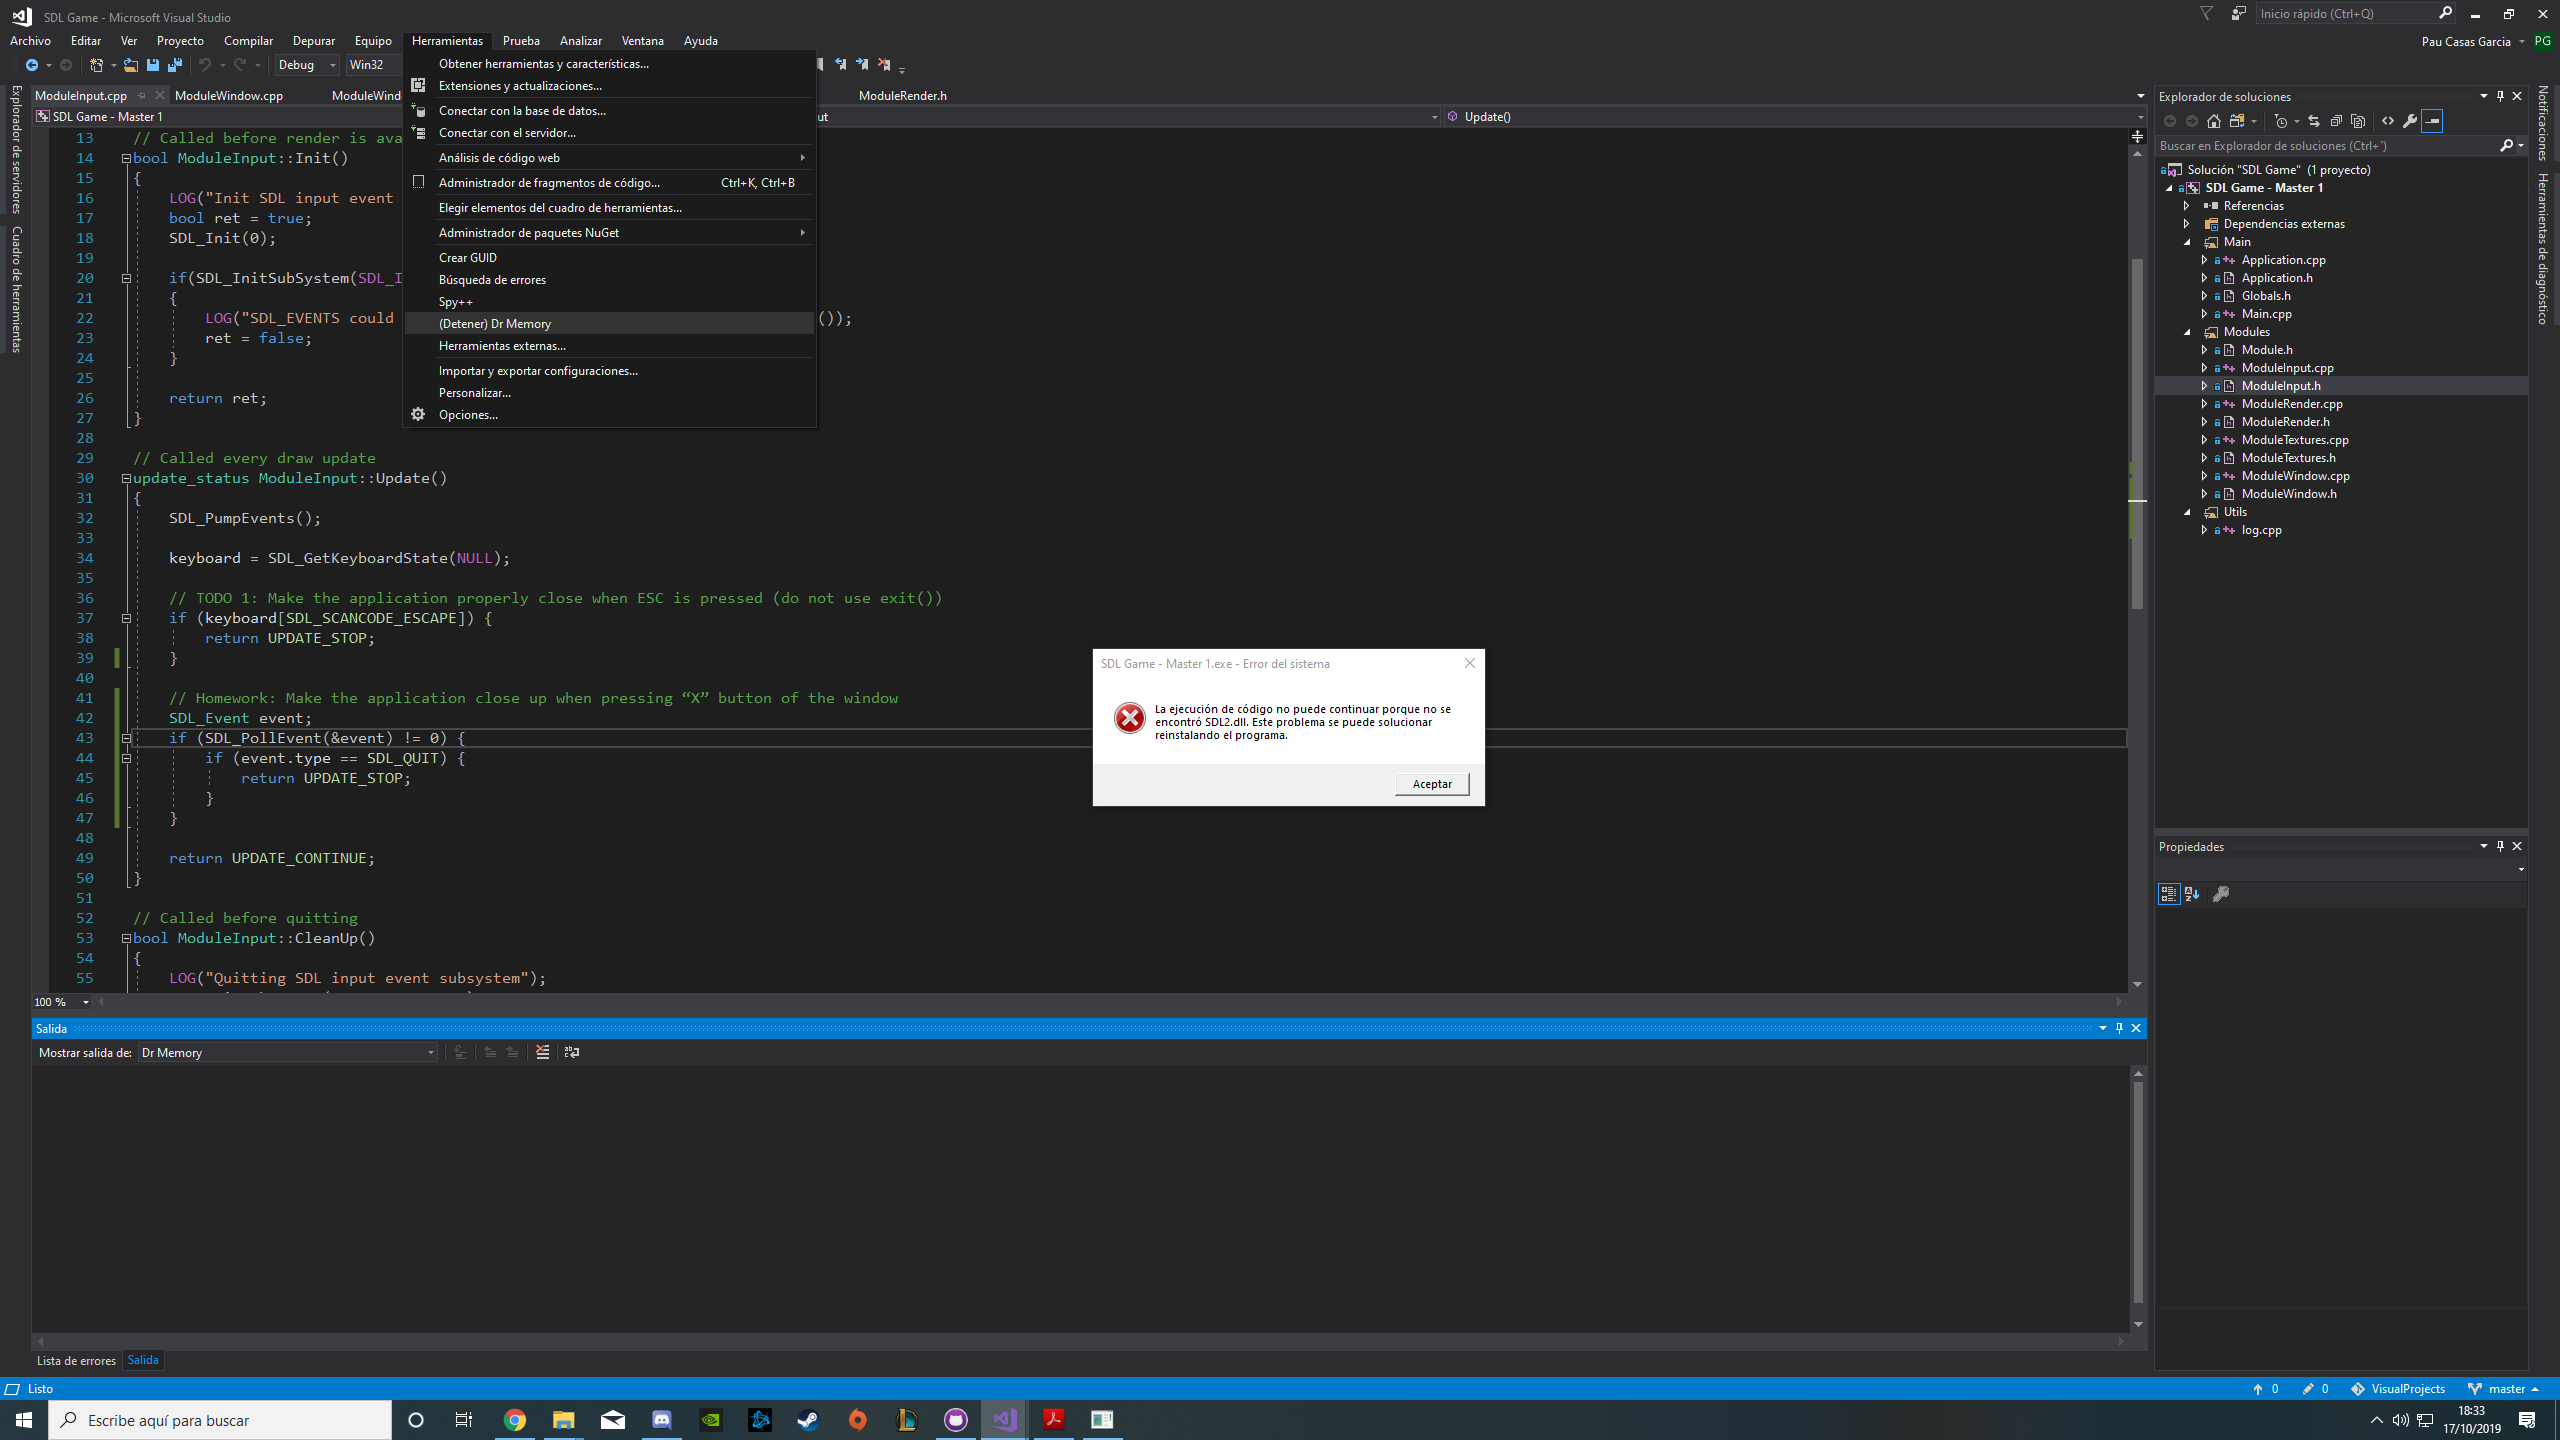 SDL Game - Microsoft Visual Studio
Inicio rápido (Ctrl+Q)
Archivo Editar Ver Proyecto Compilar Depurar Equipo Herramientas Prueba Analizar Ventana Ayuda
Pau Casas Garcia PG
Debug Win32
Obtener herramientas y características...
Extensiones y actualizaciones...
Conectar con la base de datos...
Conectar con el servidor...
Análisis de código web
Administrador de fragmentos de código... Ctrl+K, Ctrl+B
Elegir elementos del cuadro de herramientas...
Administrador de paquetes NuGet
Crear GUID
Búsqueda de errores
Spy++
(Detener) Dr Memory
Herramientas externas...
Importar y exportar configuraciones...
Personalizar...
Opciones...
Explorador de servidores
Cuadro de herramientas
ModuleInput.cpp ModuleWindow.cpp ModuleWind ModuleRender.h
SDL Game - Master 1 Update()
13 // Called before render is ava
14 bool ModuleInput::Init()
15 {
16 LOG("Init SDL input event
17 bool ret = true;
18 SDL_Init(0);
19
20 if(SDL_InitSubSystem(SDL_I
21 {
22 LOG("SDL_EVENTS could ());
23 ret = false;
24 }
25
26 return ret;
27 }
28
29 // Called every draw update
30 update_status ModuleInput::Update()
31 {
32 SDL_PumpEvents();
33
34 keyboard = SDL_GetKeyboardState(NULL);
35
36 // TODO 1: Make the application properly close when ESC is pressed (do not use exit())
37 if (keyboard[SDL_SCANCODE_ESCAPE]) {
38 return UPDATE_STOP;
39 }
40
41 // Homework: Make the application close up when pressing “X” button of the window
42 SDL_Event event;
43 if (SDL_PollEvent(&event) != 0) {
44 if (event.type == SDL_QUIT) {
45 return UPDATE_STOP;
46 }
47 }
48
49 return UPDATE_CONTINUE;
50 }
51
52 // Called before quitting
53 bool ModuleInput::CleanUp()
54 {
55 LOG("Quitting SDL input event subsystem");
100 %
SDL Game - Master 1.exe - Error del sistema
La ejecución de código no puede continuar porque no se
encontró SDL2.dll. Este problema se puede solucionar
reinstalando el programa.
Aceptar
Explorador de soluciones
Buscar en Explorador de soluciones (Ctrl+¨)
Solución "SDL Game" (1 proyecto)
SDL Game - Master 1
Referencias
Dependencias externas
Main
Application.cpp
Application.h
Globals.h
Main.cpp
Modules
Module.h
ModuleInput.cpp
ModuleInput.h
ModuleRender.cpp
ModuleRender.h
ModuleTextures.cpp
ModuleTextures.h
ModuleWindow.cpp
ModuleWindow.h
Utils
log.cpp
Propiedades
Notificaciones
Herramientas de diagnóstico
Salida
Mostrar salida de: Dr Memory
Lista de errores Salida
Listo 0 0 VisualProjects master
Escribe aquí para buscar
18:33
17/10/2019